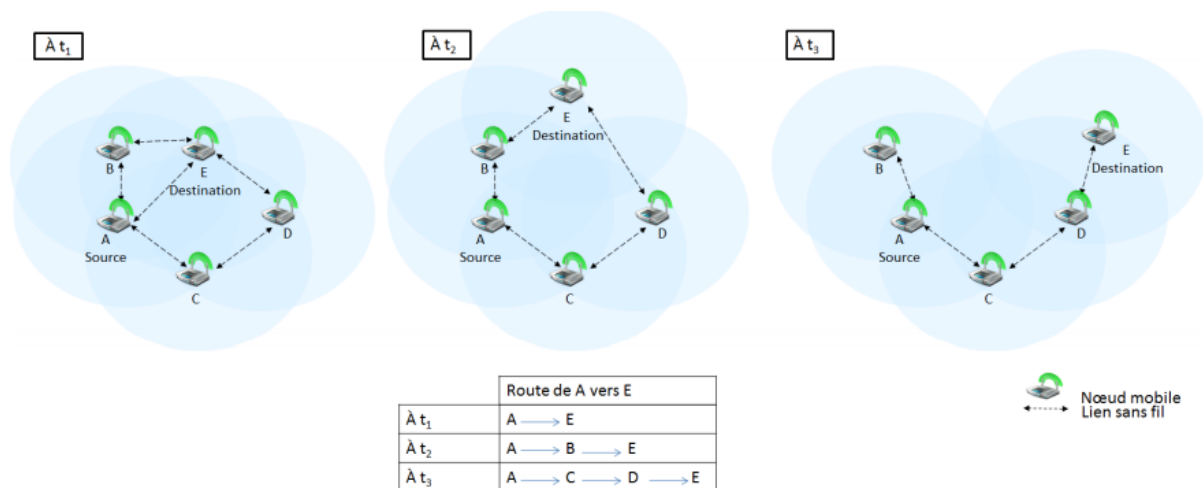 À t1
B
E
Destination
A
Source
D
C
À t2
E
Destination
B
A
Source
D
C
À t3
B
E
Destination
A
Source
D
C
Route de A vers E
À t1 A → E
À t2 A → B → E
À t3 A → C → D → E
Nœud mobile
Lien sans fil